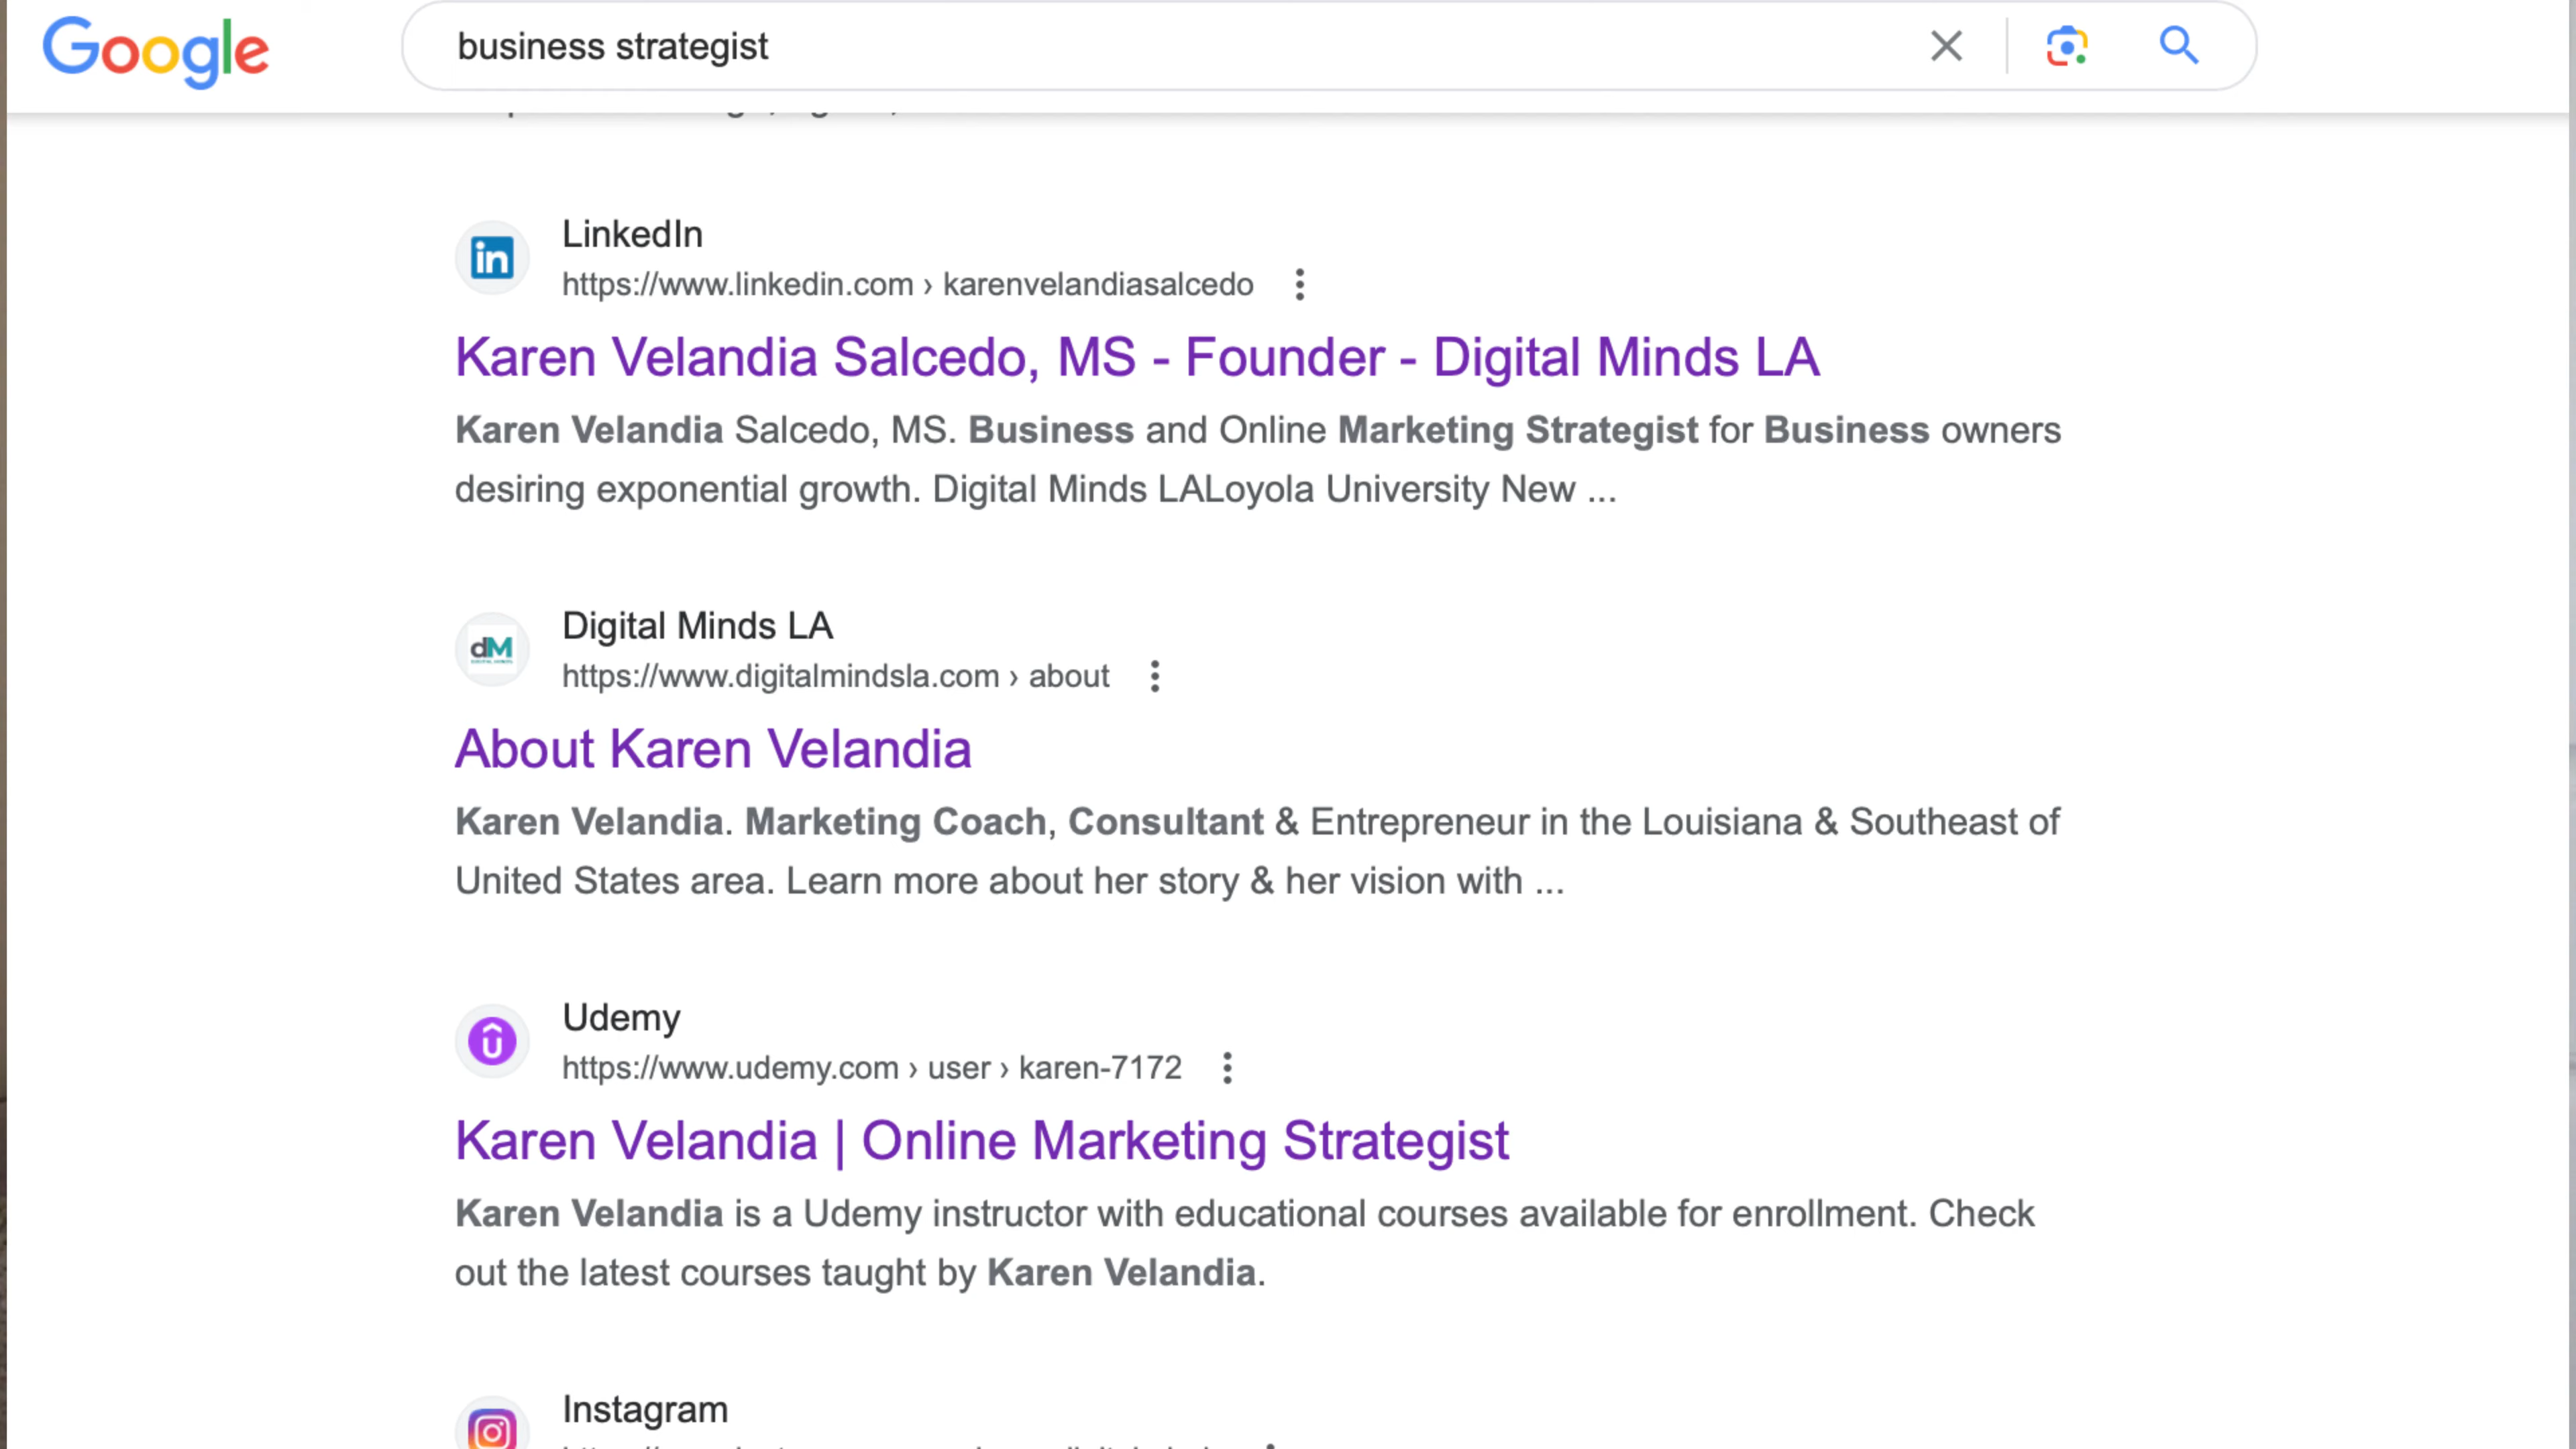 Google
business strategist
LinkedIn
https://www.linkedin.com › karenvelandiasalcedo
Karen Velandia Salcedo, MS - Founder - Digital Minds LA
Karen Velandia Salcedo, MS. Business and Online Marketing Strategist for Business owners
desiring exponential growth. Digital Minds LALoyola University New ...
dM
Digital Minds LA
https://www.digitalmindsla.com › about
About Karen Velandia
Karen Velandia. Marketing Coach, Consultant & Entrepreneur in the Louisiana & Southeast of
United States area. Learn more about her story & her vision with ...
Udemy
https://www.udemy.com › user › karen-7172
Karen Velandia | Online Marketing Strategist
Karen Velandia is a Udemy instructor with educational courses available for enrollment. Check
out the latest courses taught by Karen Velandia.
Instagram